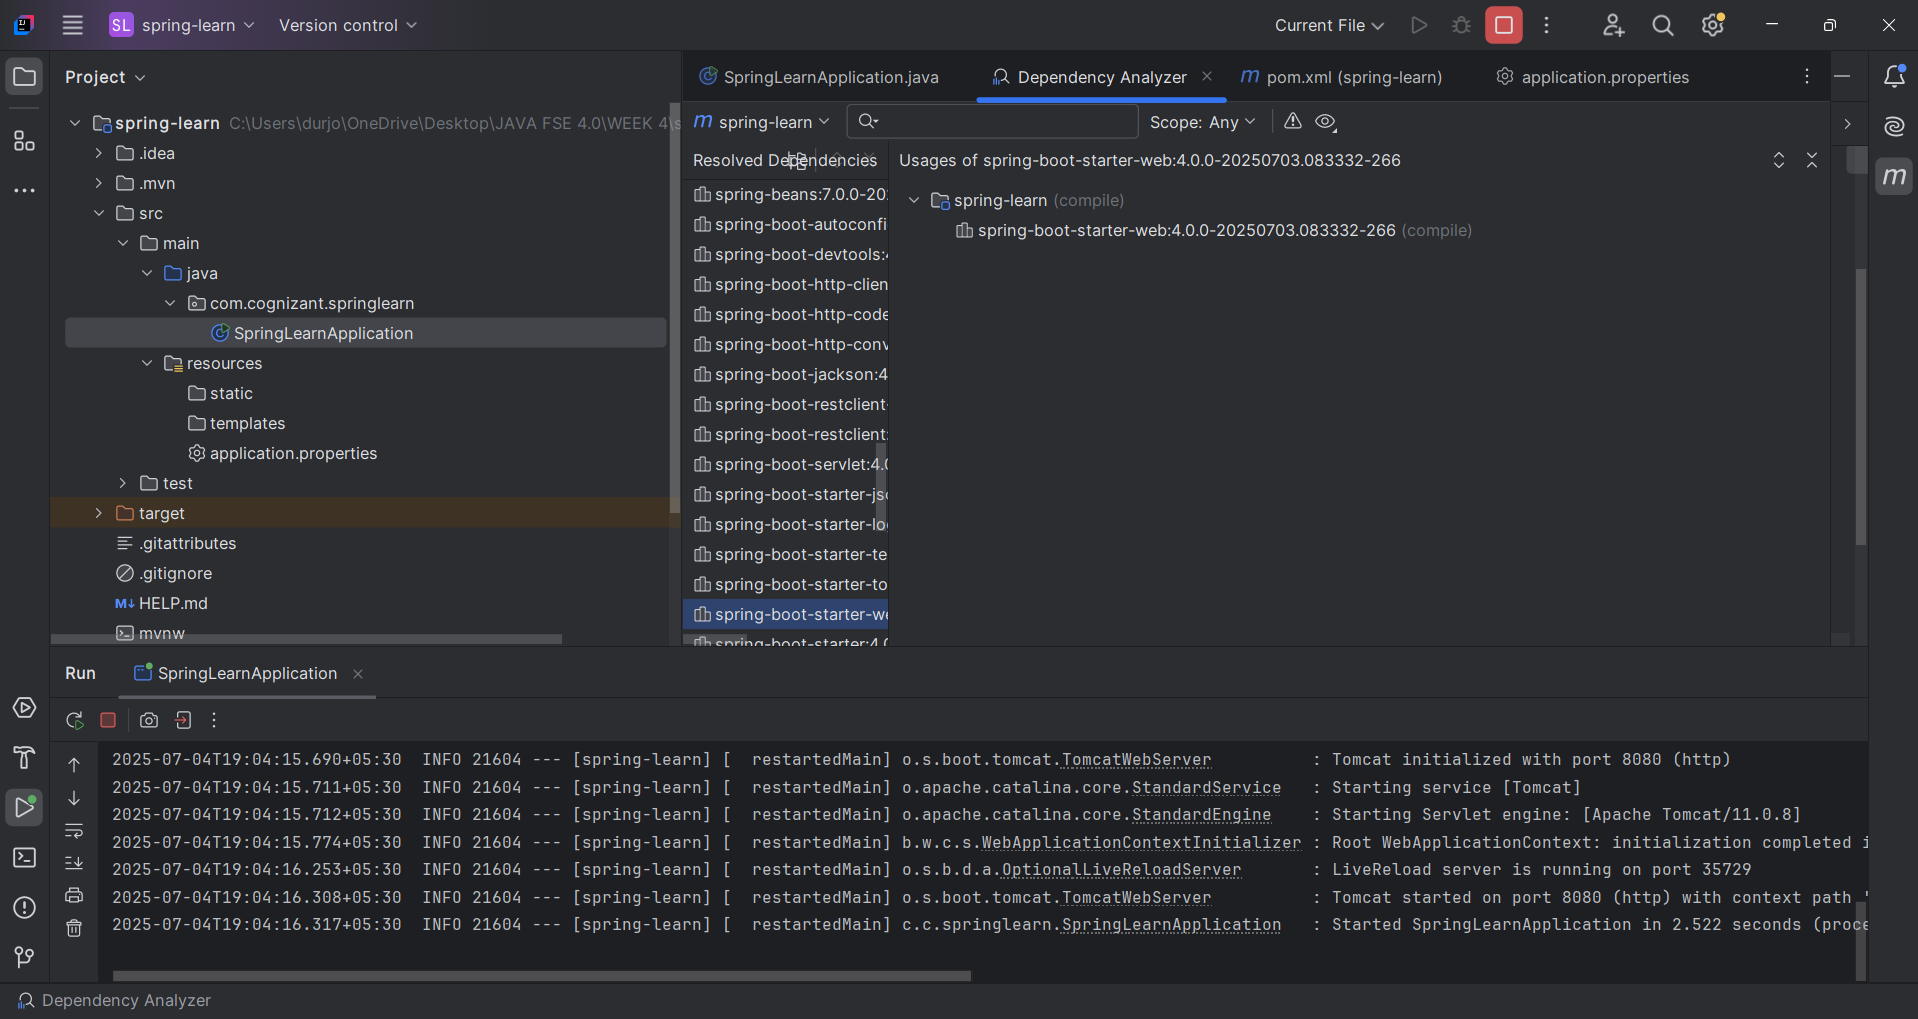 SL spring-learn Version control Current File
Project
SpringLearnApplication.java Dependency Analyzer pom.xml (spring-learn) application.properties
spring-learn C:\Users\durjo\OneDrive\Desktop\JAVA FSE 4.0\WEEK 4\s
.idea
.mvn
src
main
java
com.cognizant.springlearn
SpringLearnApplication
resources
static
templates
application.properties
test
target
.gitattributes
.gitignore
M↓ HELP.md
mvnw
m spring-learn Scope: Any
Resolved Dependencies
spring-beans:7.0.0-20
spring-boot-autoconfi
spring-boot-devtools:
spring-boot-http-clien
spring-boot-http-code
spring-boot-http-conv
spring-boot-jackson:4
spring-boot-restclient
spring-boot-restclient:
spring-boot-servlet:4.0
spring-boot-starter-js
spring-boot-starter-lo
spring-boot-starter-te
spring-boot-starter-to
spring-boot-starter-we
spring-boot-starter:4.0
Usages of spring-boot-starter-web:4.0.0-20250703.083332-266
spring-learn (compile)
spring-boot-starter-web:4.0.0-20250703.083332-266 (compile)
Run SpringLearnApplication
2025-07-04T19:04:15.690+05:30 INFO 21604 --- [spring-learn] [ restartedMain] o.s.boot.tomcat.TomcatWebServer : Tomcat initialized with port 8080 (http)
2025-07-04T19:04:15.711+05:30 INFO 21604 --- [spring-learn] [ restartedMain] o.apache.catalina.core.StandardService : Starting service [Tomcat]
2025-07-04T19:04:15.712+05:30 INFO 21604 --- [spring-learn] [ restartedMain] o.apache.catalina.core.StandardEngine : Starting Servlet engine: [Apache Tomcat/11.0.8]
2025-07-04T19:04:15.774+05:30 INFO 21604 --- [spring-learn] [ restartedMain] b.w.c.s.WebApplicationContextInitializer : Root WebApplicationContext: initialization completed i
2025-07-04T19:04:16.253+05:30 INFO 21604 --- [spring-learn] [ restartedMain] o.s.b.d.a.OptionalLiveReloadServer : LiveReload server is running on port 35729
2025-07-04T19:04:16.308+05:30 INFO 21604 --- [spring-learn] [ restartedMain] o.s.boot.tomcat.TomcatWebServer : Tomcat started on port 8080 (http) with context path '
2025-07-04T19:04:16.317+05:30 INFO 21604 --- [spring-learn] [ restartedMain] c.c.springlearn.SpringLearnApplication : Started SpringLearnApplication in 2.522 seconds (proce
Dependency Analyzer